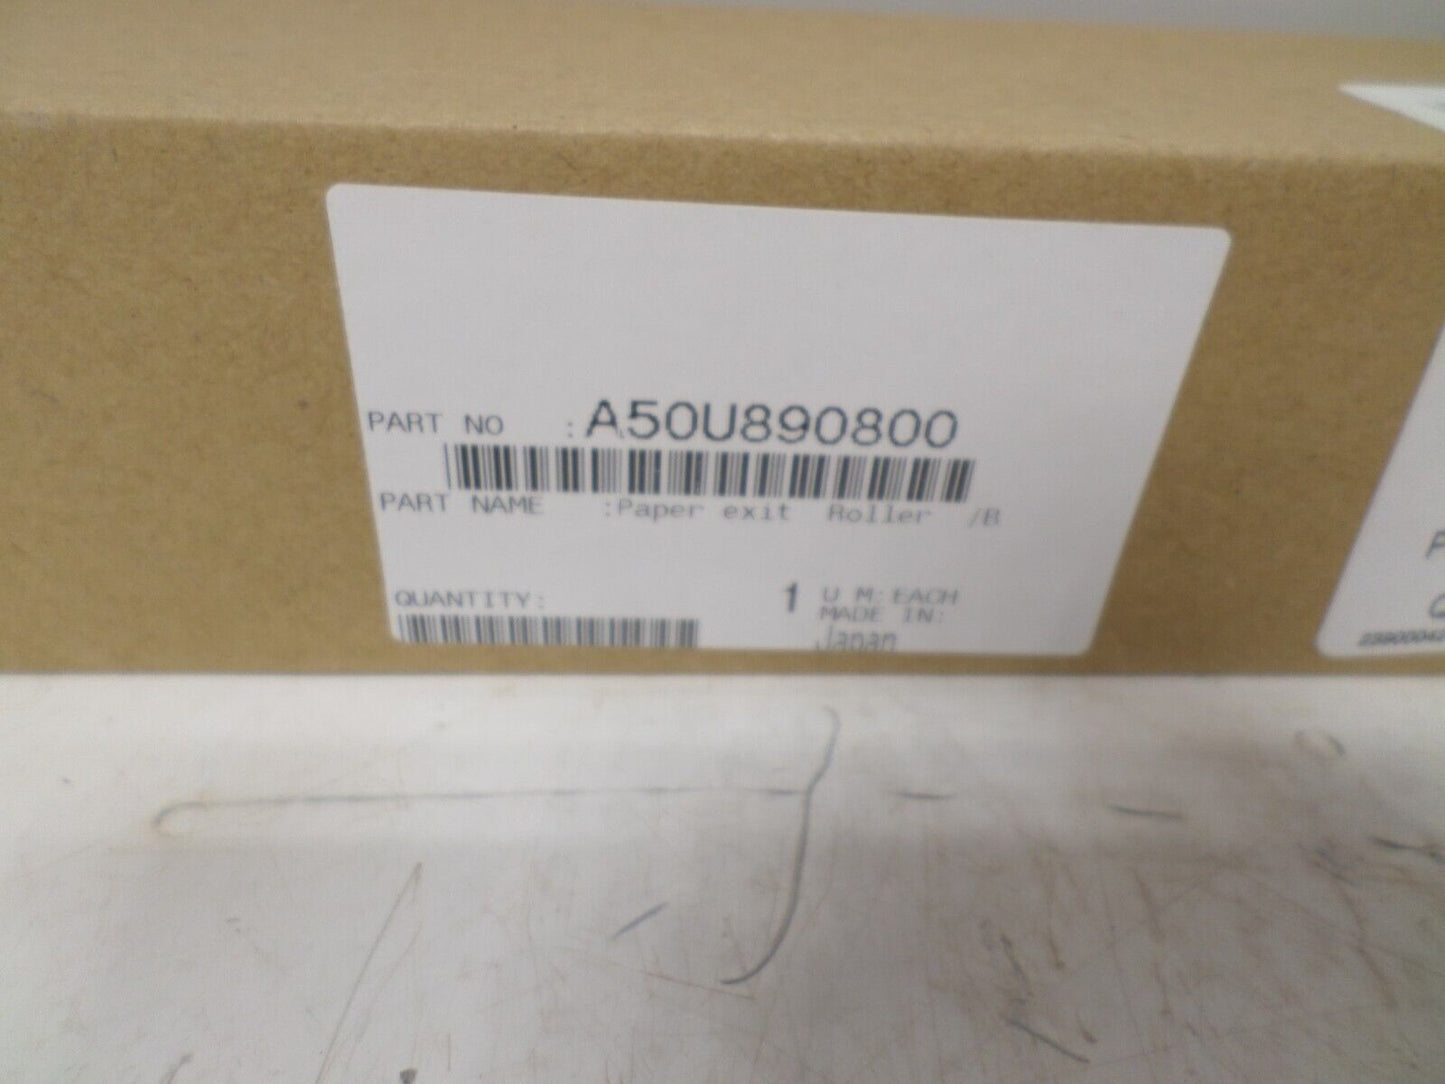 PART NO : A50U890800
PART NAME :Paper exit Roller /B
QUANTITY: 1 U M: EACH
MADE IN:
Japan
P
Q